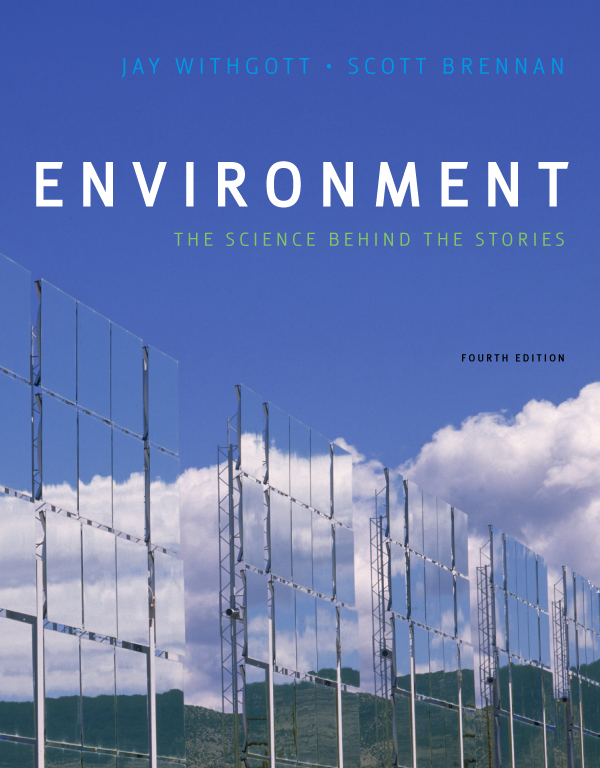 JAY WITHGOTT • SCOTT BRENNAN
ENVIRONMENT
THE SCIENCE BEHIND THE STORIES
FOURTH EDITION